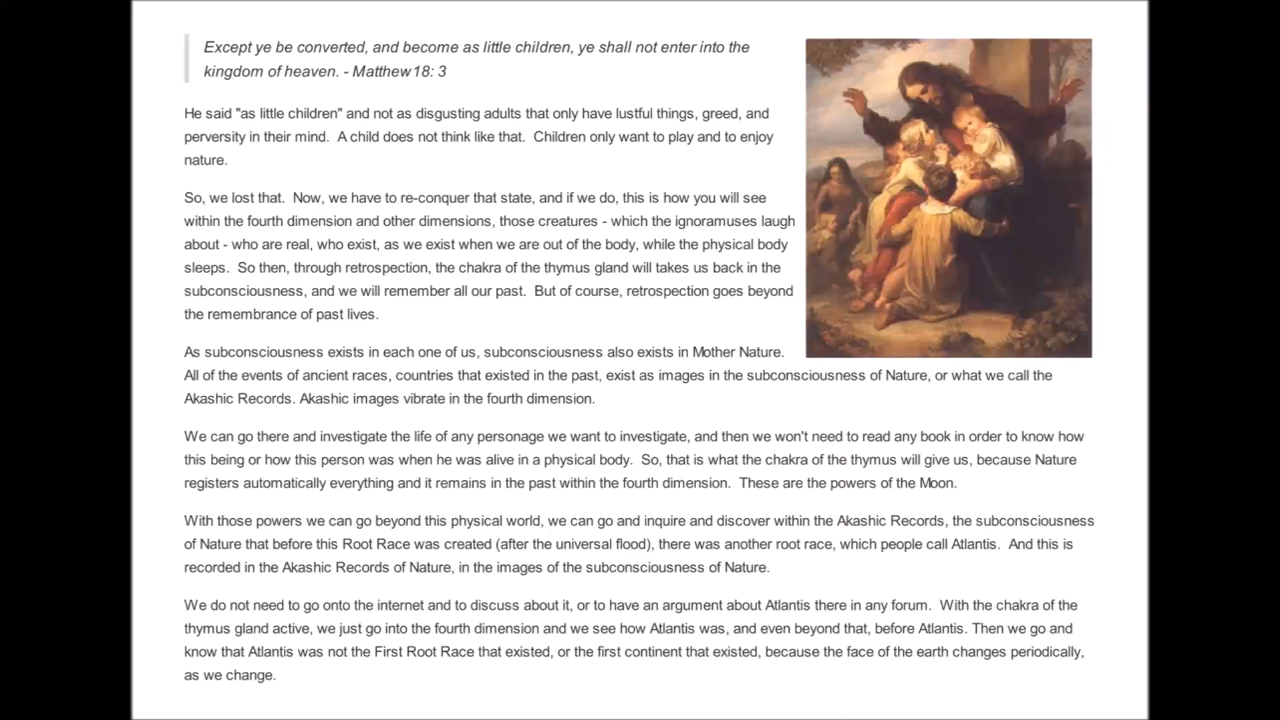 Except ye be converted, and become as little children, ye shall not enter into the
kingdom of heaven. - Matthew 18: 3
He said "as little children" and not as disgusting adults that only have lustful things, greed, and
perversity in their mind.  A child does not think like that.  Children only want to play and to enjoy
nature.
So, we lost that.  Now, we have to re-conquer that state, and if we do, this is how you will see
within the fourth dimension and other dimensions, those creatures - which the ignoramuses laugh
about - who are real, who exist, as we exist when we are out of the body, while the physical body
sleeps.  So then, through retrospection, the chakra of the thymus gland will takes us back in the
subconsciousness, and we will remember all our past.  But of course, retrospection goes beyond
the remembrance of past lives.
As subconsciousness exists in each one of us, subconsciousness also exists in Mother Nature.
All of the events of ancient races, countries that existed in the past, exist as images in the subconsciousness of Nature, or what we call the
Akashic Records. Akashic images vibrate in the fourth dimension.
We can go there and investigate the life of any personage we want to investigate, and then we won't need to read any book in order to know how
this being or how this person was when he was alive in a physical body.  So, that is what the chakra of the thymus will give us, because Nature
registers automatically everything and it remains in the past within the fourth dimension.  These are the powers of the Moon.
With those powers we can go beyond this physical world, we can go and inquire and discover within the Akashic Records, the subconsciousness
of Nature that before this Root Race was created (after the universal flood), there was another root race, which people call Atlantis.  And this is
recorded in the Akashic Records of Nature, in the images of the subconsciousness of Nature.
We do not need to go onto the internet and to discuss about it, or to have an argument about Atlantis there in any forum.  With the chakra of the
thymus gland active, we just go into the fourth dimension and we see how Atlantis was, and even beyond that, before Atlantis. Then we go and
know that Atlantis was not the First Root Race that existed, or the first continent that existed, because the face of the earth changes periodically,
as we change.